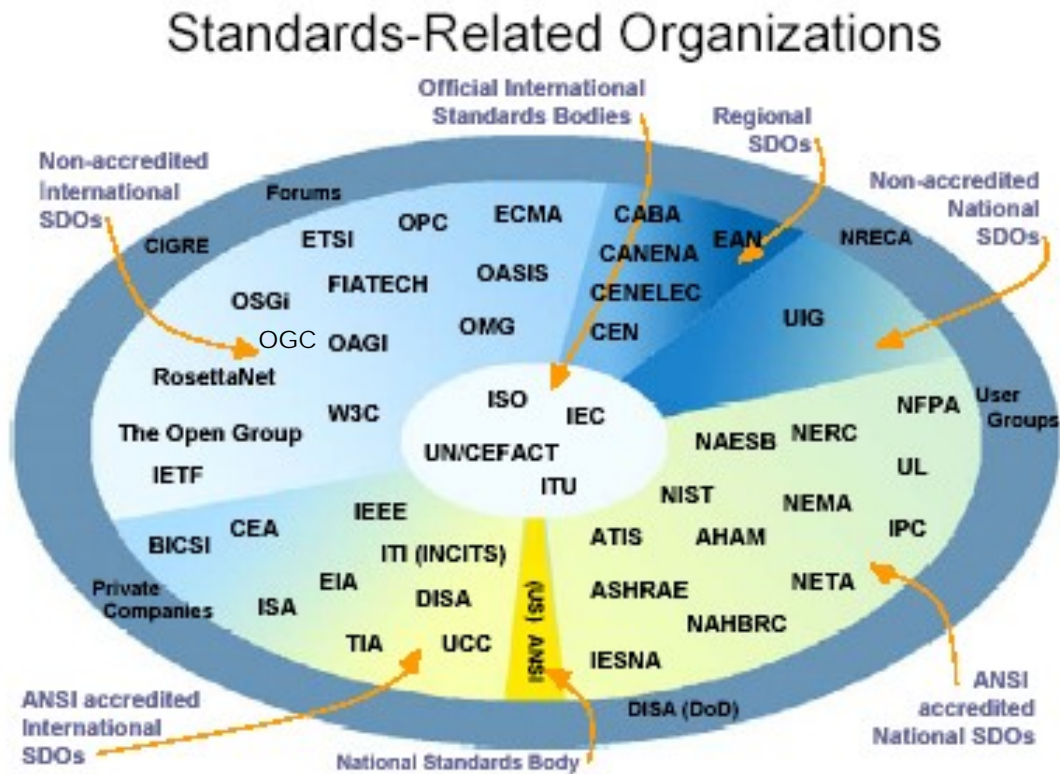 Standards-Related Organizations
Official International
Standards Bodies
Regional
SDOs
Non-accredited
International
SDOs
Non-accredited
National
SDOs
Forums
CIGRE
NRECA
User
Groups
Private
Companies
DISA (DoD)
ECMA
OPC
ETSI
OASIS
FIATECH
OSGi
OMG
OGC
OAGI
RosettaNet
W3C
The Open Group
IETF
CABA
EAN
CANENA
CENELEC
CEN
UIG
ISO
IEC
UN/CEFACT
ITU
NFPA
NAESB
NERC
UL
NIST
NEMA
IPC
ATIS
AHAM
NETA
ASHRAE
NAHBRC
IESNA
IEEE
CEA
BICSI
ITI (INCITS)
EIA
DISA
ISA
TIA
UCC
(US) ANSI
ANSI accredited
International
SDOs
National Standards Body
ANSI
accredited
National SDOs